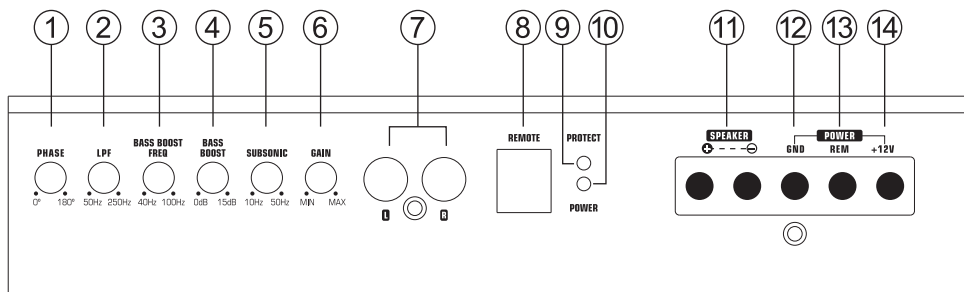 1 2 3 4 5 6 7 8 9 10 11 12 13 14
PHASE
0° 180°
LPF
50Hz 250Hz
BASS BOOST
FREQ
40Hz 100Hz
BASS
BOOST
0dB 15dB
SUBSONIC
10Hz 50Hz
GAIN
MIN MAX
L R
REMOTE
PROTECT
POWER
SPEAKER
+ - - - −
POWER
GND REM +12V